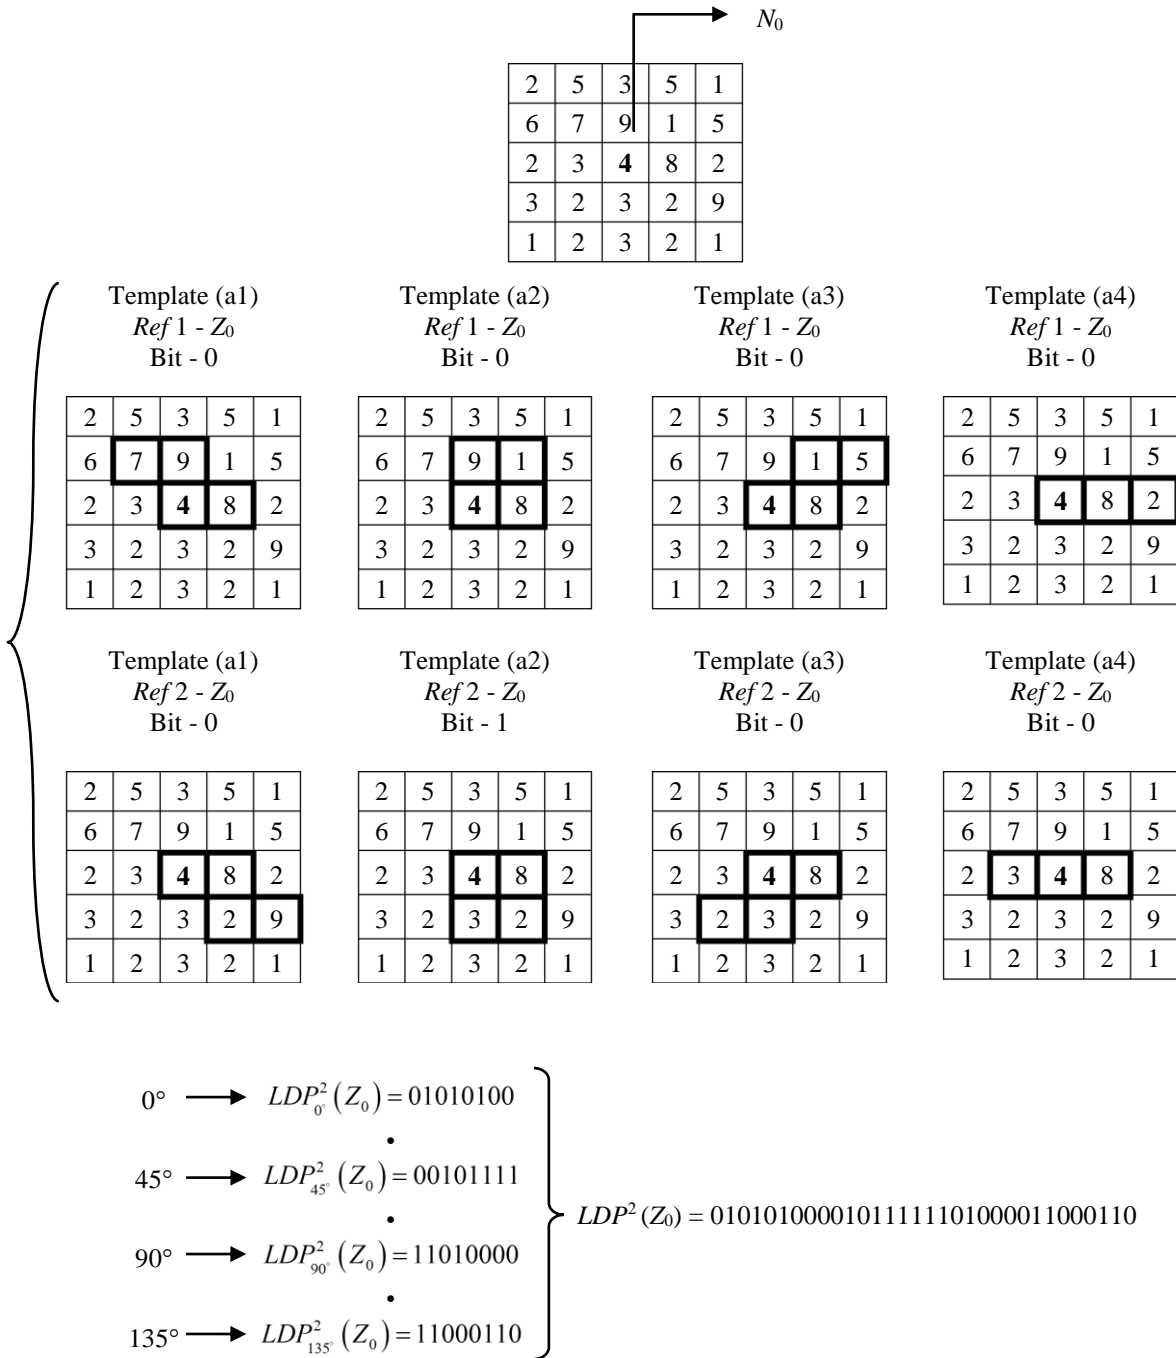 N₀
2 5 3 5 1
6 7 9 1 5
2 3 4 8 2
3 2 3 2 9
1 2 3 2 1
Template (a1) Template (a2) Template (a3) Template (a4)
Ref 1 - Z₀ Ref 1 - Z₀ Ref 1 - Z₀ Ref 1 - Z₀
Bit - 0 Bit - 0 Bit - 0 Bit - 0
2 5 3 5 1 2 5 3 5 1 2 5 3 5 1 2 5 3 5 1
6 7 9 1 5 6 7 9 1 5 6 7 9 1 5 6 7 9 1 5
2 3 4 8 2 2 3 4 8 2 2 3 4 8 2 2 3 4 8 2
3 2 3 2 9 3 2 3 2 9 3 2 3 2 9 3 2 3 2 9
1 2 3 2 1 1 2 3 2 1 1 2 3 2 1 1 2 3 2 1
Template (a1) Template (a2) Template (a3) Template (a4)
Ref 2 - Z₀ Ref 2 - Z₀ Ref 2 - Z₀ Ref 2 - Z₀
Bit - 0 Bit - 1 Bit - 0 Bit - 0
2 5 3 5 1 2 5 3 5 1 2 5 3 5 1 2 5 3 5 1
6 7 9 1 5 6 7 9 1 5 6 7 9 1 5 6 7 9 1 5
2 3 4 8 2 2 3 4 8 2 2 3 4 8 2 2 3 4 8 2
3 2 3 2 9 3 2 3 2 9 3 2 3 2 9 3 2 3 2 9
1 2 3 2 1 1 2 3 2 1 1 2 3 2 1 1 2 3 2 1
0° LDP²₀° (Z₀) = 01010100
45° LDP²₄₅° (Z₀) = 00101111
LDP² (Z₀) = 01010100001011111101000011000110
90° LDP²₉₀° (Z₀) = 11010000
135° LDP²₁₃₅° (Z₀) = 11000110